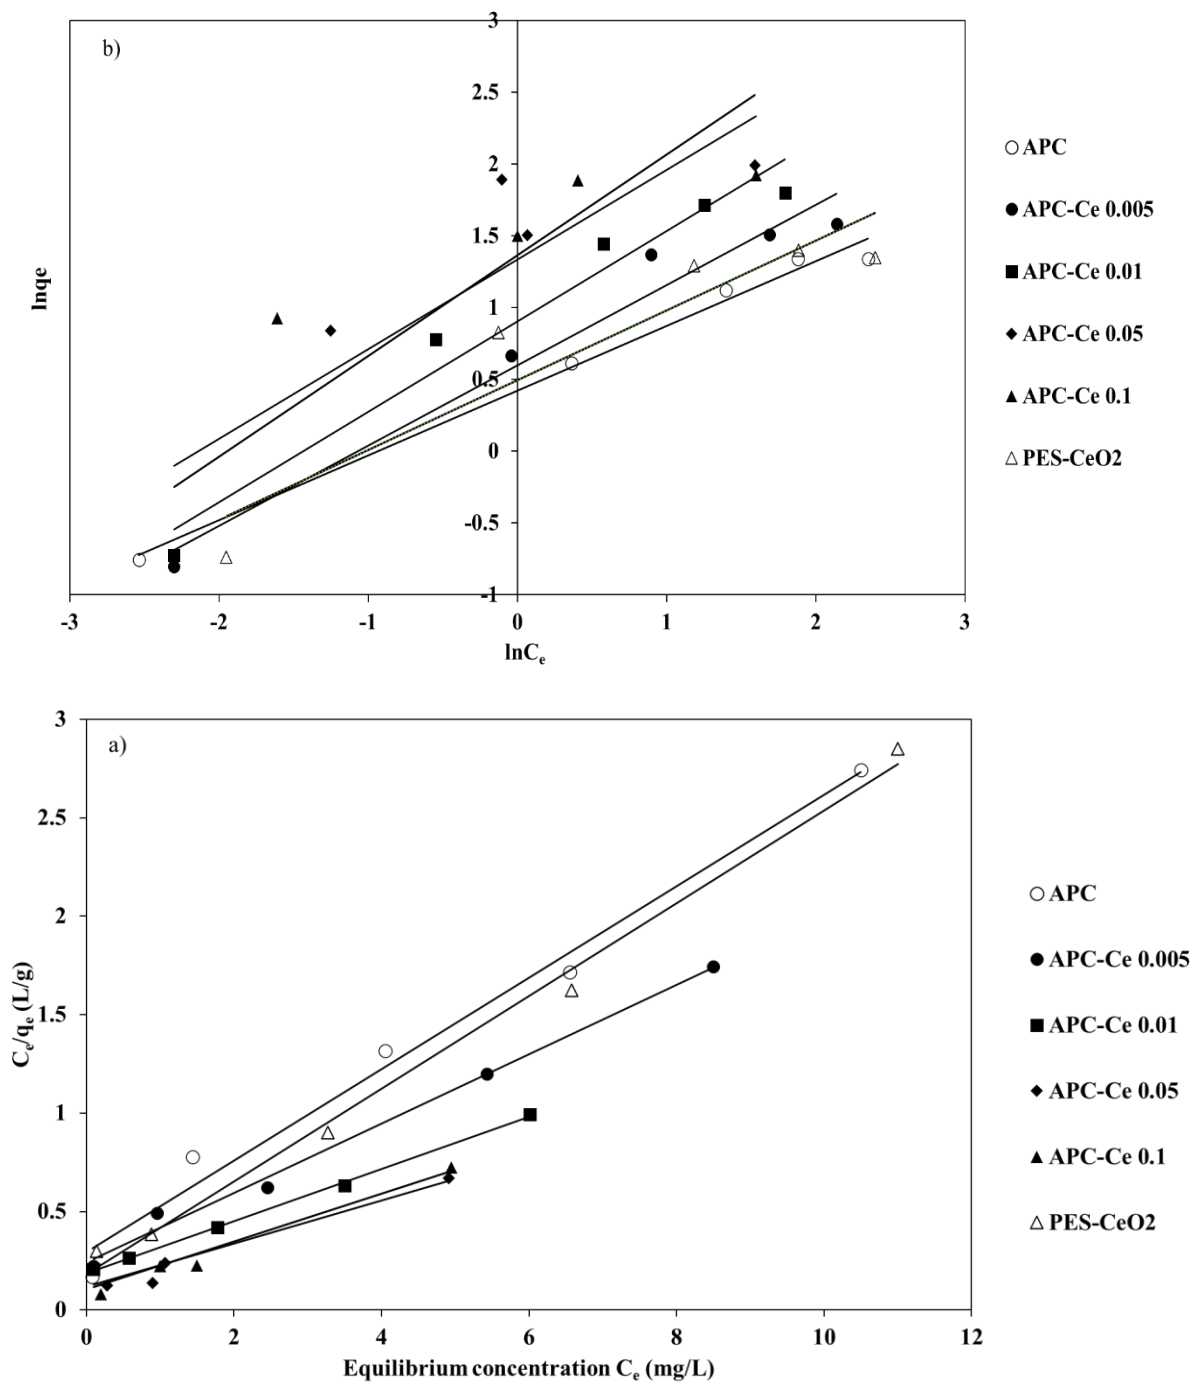 b)
3
2.5
2
1.5
1
0.5
0
-0.5
-1
-3
-2
-1
0
1
2
3
lnqe
lnCe
APC
APC-Ce 0.005
APC-Ce 0.01
APC-Ce 0.05
APC-Ce 0.1
PES-CeO2
a)
3
2.5
2
1.5
1
0.5
0
0
2
4
6
8
10
12
Ce/qe (L/g)
Equilibrium concentration Ce (mg/L)
APC
APC-Ce 0.005
APC-Ce 0.01
APC-Ce 0.05
APC-Ce 0.1
PES-CeO2